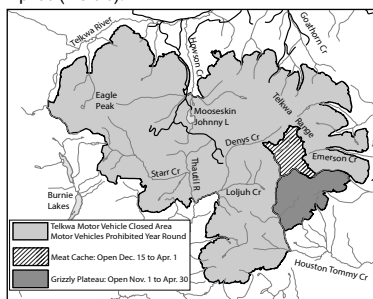 Telkwa River
Howson Cr
Goathorn Cr
Eagle
Peak
Mooseskin
Johnny L
Telkwa Range
Denys Cr
Emerson Cr
Starr Cr
Thautil R
Loljuh Cr
Burnie
Lakes
Telkwa Motor Vehicle Closed Area
Motor Vehicles Prohibited Year Round
Meat Cache: Open Dec. 15 to Apr. 1
Grizzly Plateau: Open Nov. 1 to Apr. 30
Houston Tommy Cr